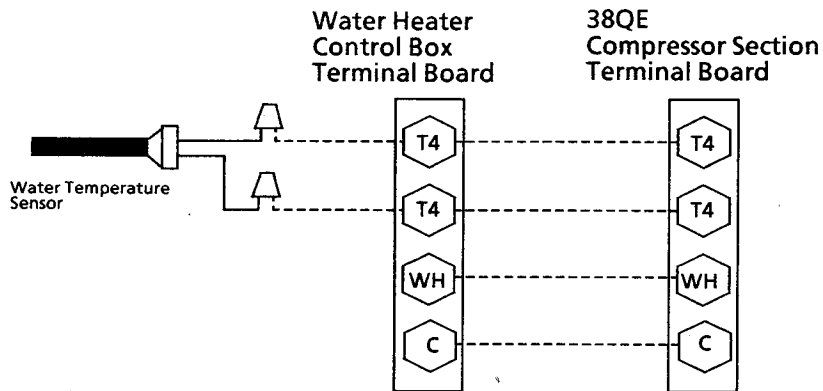 Water Heater
Control Box
Terminal Board
38QE
Compressor Section
Terminal Board
Water Temperature
Sensor
T4
T4
T4
T4
WH
WH
C
C